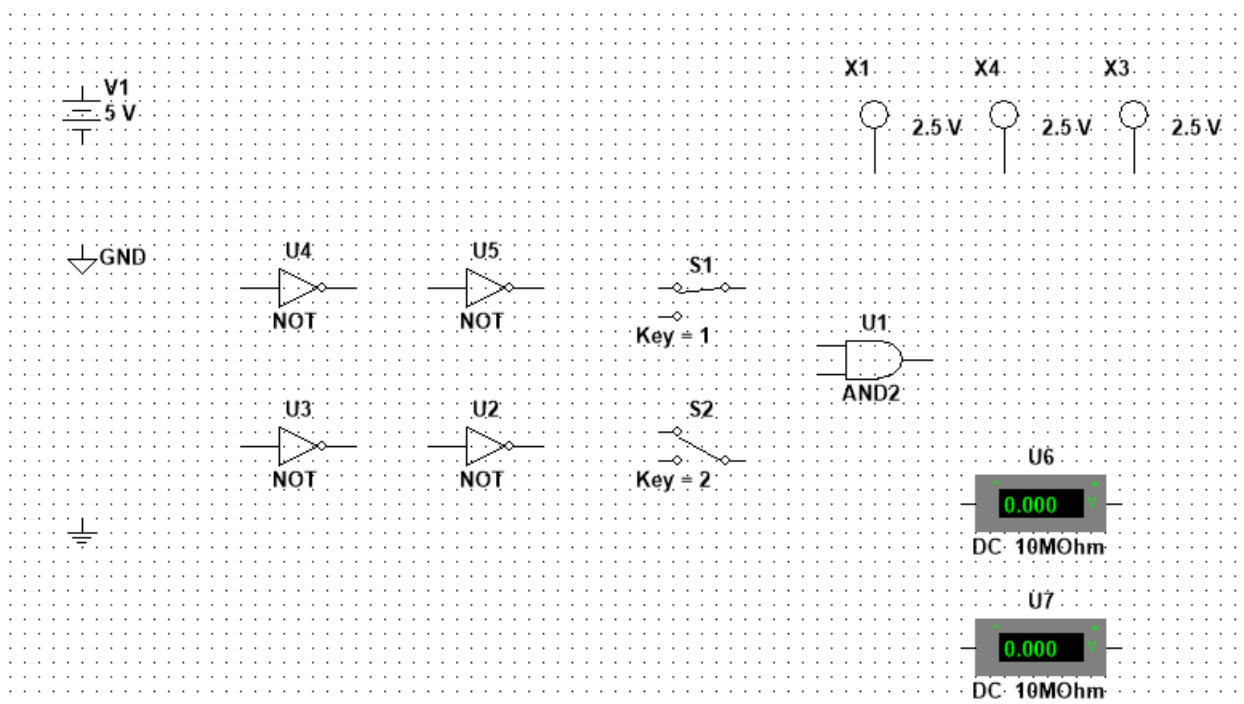 X1 X4 X3
V1
5 V
2.5 V 2.5 V 2.5 V
GND
U4 U5 S1
NOT NOT
Key = 1
U1
AND2
U3 U2 S2
NOT NOT Key = 2
U6
0.000 V
DC 10MOhm
U7
0.000 V
DC 10MOhm